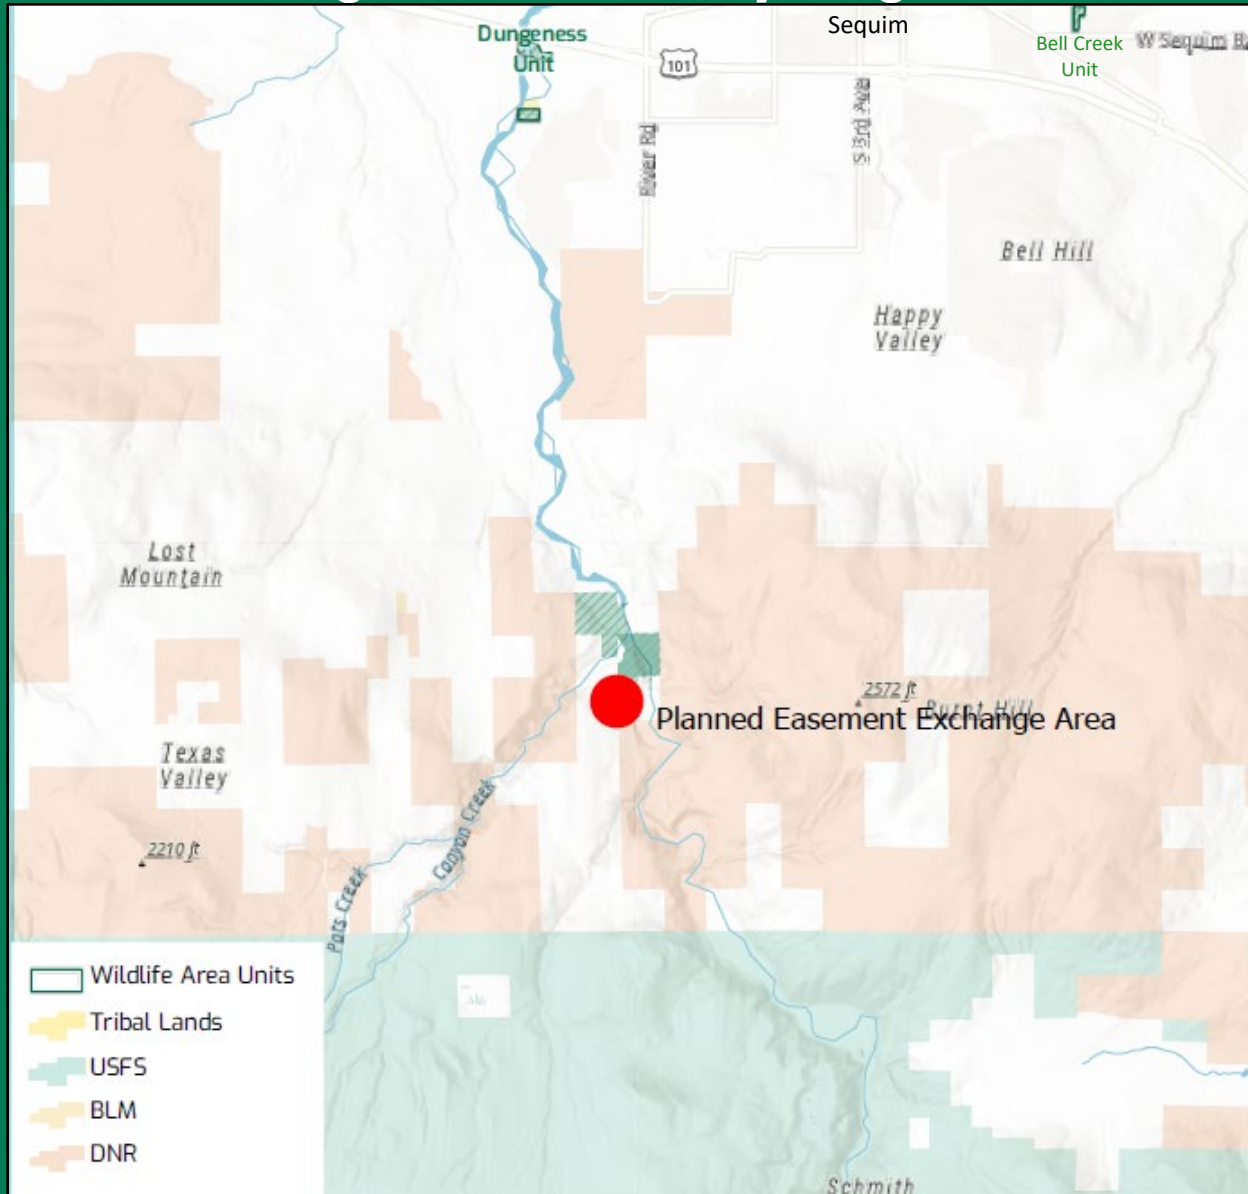 Sequim
Dungeness
Unit
101
Bell Creek
Unit
W Sequim
River Rd
S 3rd Ave
Bell Hill
Happy
Valley
Lost
Mountain
2572 ft
Burnt Hill
Planned Easement Exchange Area
Texas
Valley
Canyon Creek
2210 ft
Pats Creek
Wildlife Area Units
Tribal Lands
USFS
BLM
DNR
Schmith